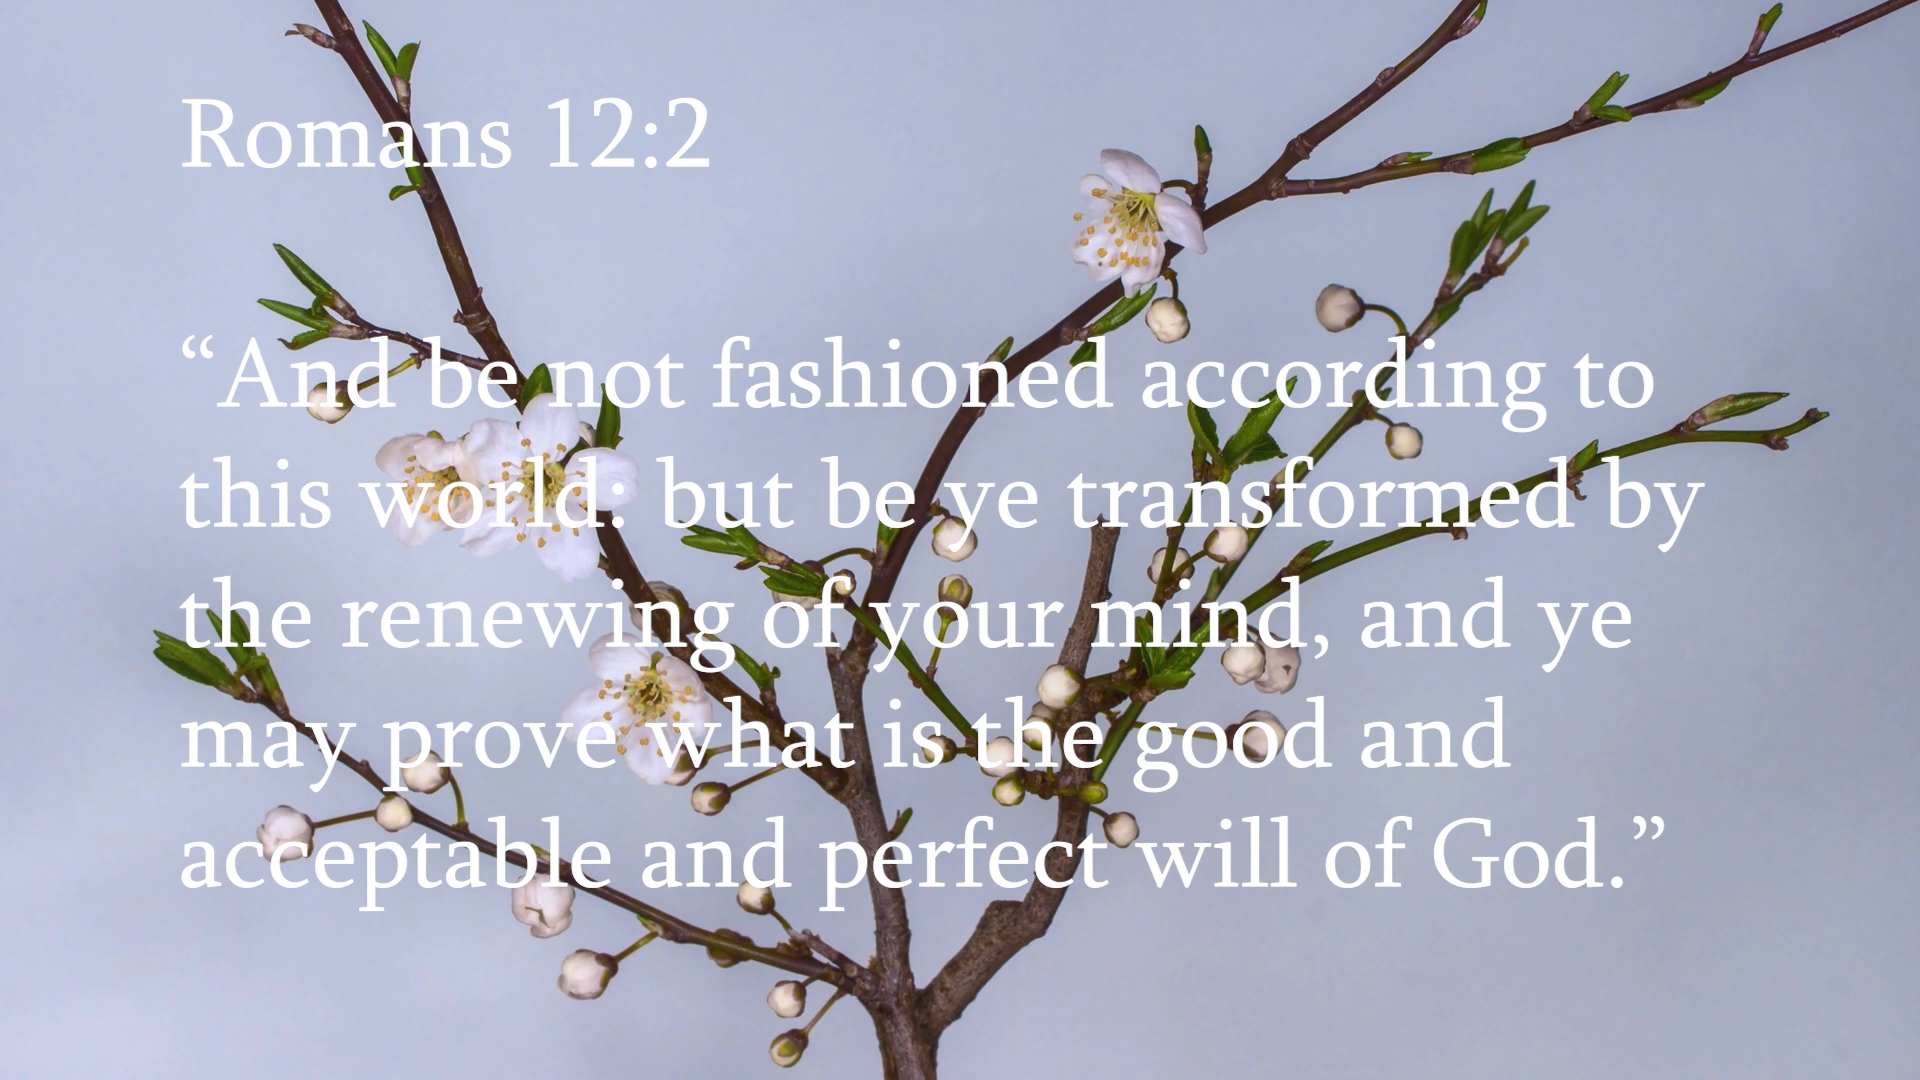 Romans 12:2
“And be not fashioned according to
this world: but be ye transformed by
the renewing of your mind, and ye
may prove what is the good and
acceptable and perfect will of God.”